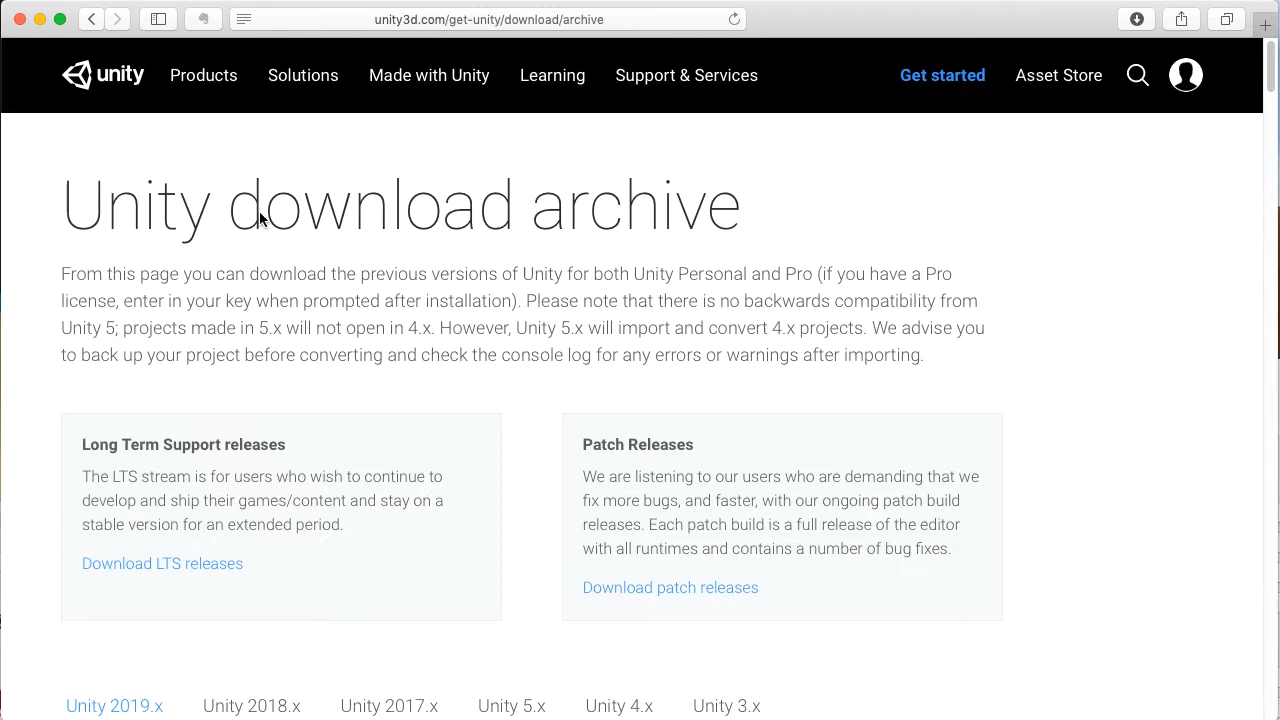 unity3d.com/get-unity/download/archive
unity Products Solutions Made with Unity Learning Support & Services Get started Asset Store
Unity download archive
From this page you can download the previous versions of Unity for both Unity Personal and Pro (if you have a Pro
license, enter in your key when prompted after installation). Please note that there is no backwards compatibility from
Unity 5; projects made in 5.x will not open in 4.x. However, Unity 5.x will import and convert 4.x projects. We advise you
to back up your project before converting and check the console log for any errors or warnings after importing.
Long Term Support releases
The LTS stream is for users who wish to continue to
develop and ship their games/content and stay on a
stable version for an extended period.
Download LTS releases
Patch Releases
We are listening to our users who are demanding that we
fix more bugs, and faster, with our ongoing patch build
releases. Each patch build is a full release of the editor
with all runtimes and contains a number of bug fixes.
Download patch releases
Unity 2019.x Unity 2018.x Unity 2017.x Unity 5.x Unity 4.x Unity 3.x